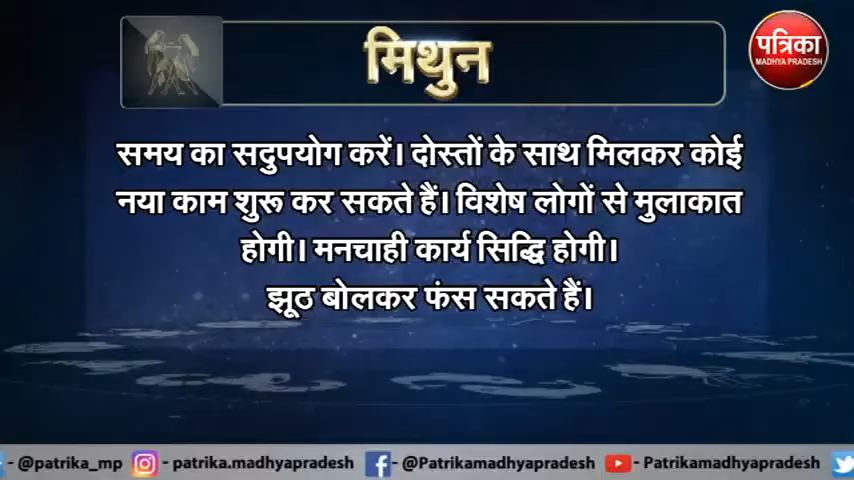 मिथुन
पत्रिका
MADHYA PRADESH
समय का सदुपयोग करें। दोस्तों के साथ मिलकर कोई
नया काम शुरू कर सकते हैं। विशेष लोगों से मुलाकात
होगी। मनचाही कार्य सिद्धि होगी।
झूठ बोलकर फंस सकते हैं।
- @patrika_mp - patrika.madhyapradesh - @Patrikamadhyapradesh - Patrikamadhyapradesh